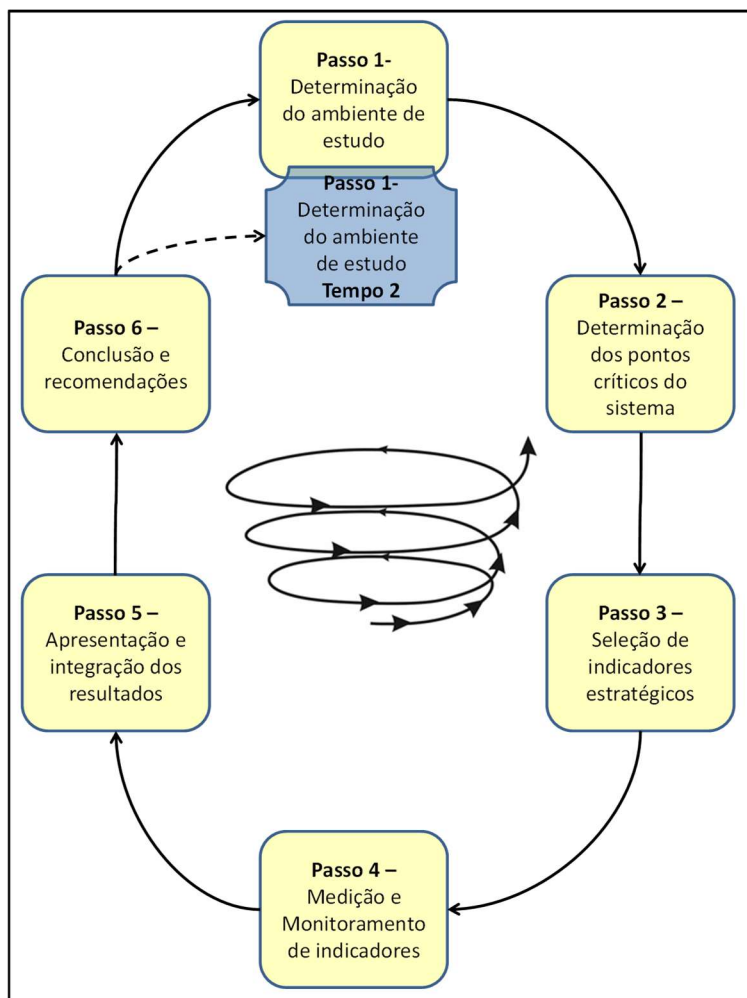 Passo 1-
Determinação
do ambiente de
estudo
Passo 1-
Determinação
do ambiente
de estudo
Tempo 2
Passo 2 –
Determinação
dos pontos
críticos do
sistema
Passo 3 –
Seleção de
indicadores
estratégicos
Passo 4 –
Medição e
Monitoramento
de indicadores
Passo 5 –
Apresentação e
integração dos
resultados
Passo 6 –
Conclusão e
recomendações